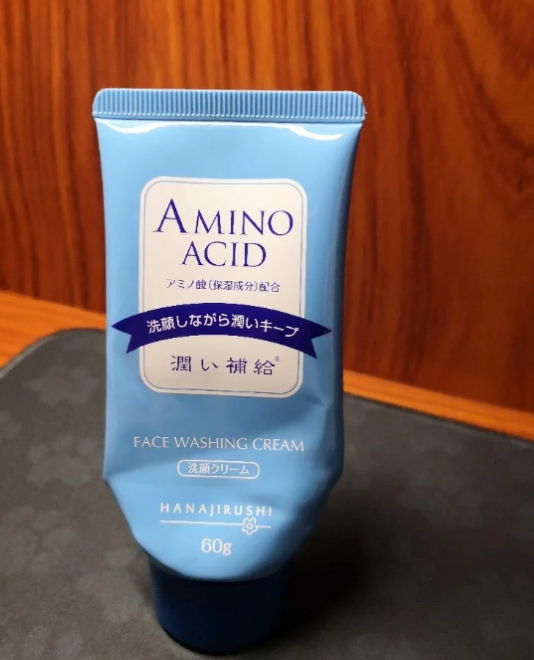 AMINO
ACID
アミノ酸(保湿成分)配合
洗顔しながら潤いキープ
潤い補給※
FACE WASHING CREAM
洗顔クリーム
HANAJIRUSHI
60g